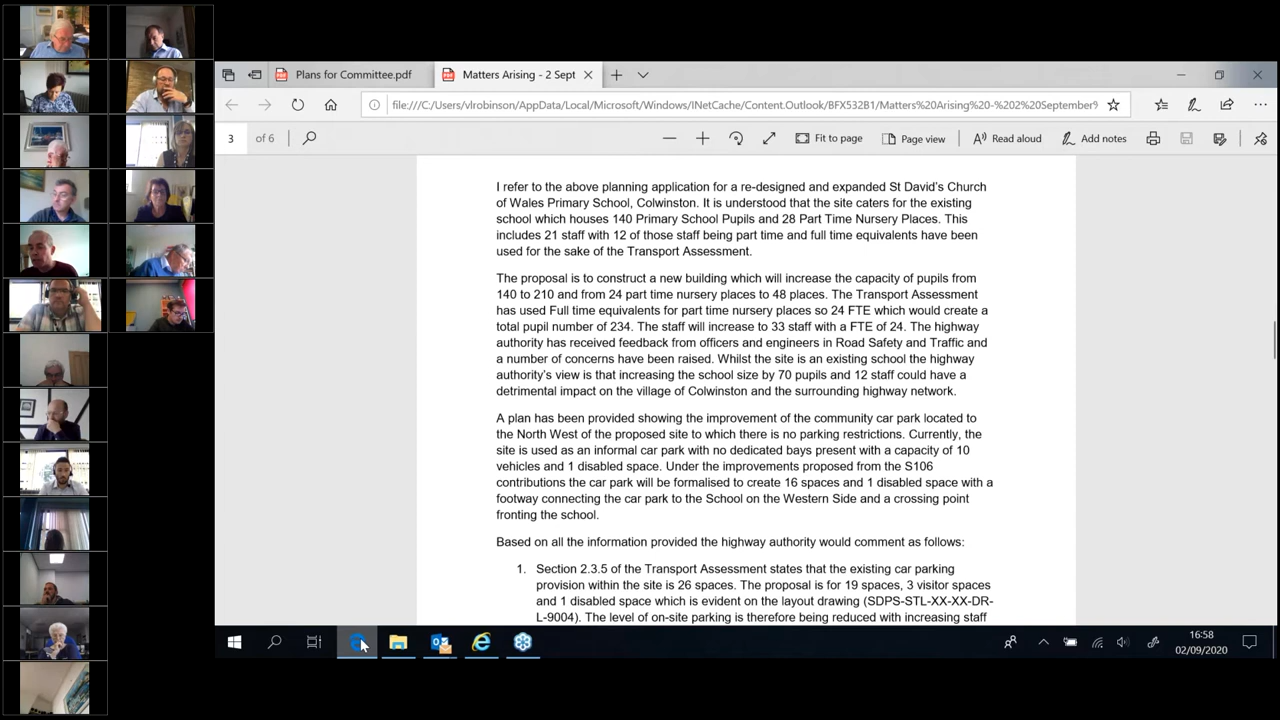 Plans for Committee.pdf
Matters Arising - 2 Sept
file:///C:/Users/vlrobinson/AppData/Local/Microsoft/Windows/INetCache/Content.Outlook/BFX532B1/Matters%20Arising%20-%202%20September%
3 of 6
Fit to page
Page view
Read aloud
Add notes
I refer to the above planning application for a re-designed and expanded St David's Church
of Wales Primary School, Colwinston. It is understood that the site caters for the existing
school which houses 140 Primary School Pupils and 28 Part Time Nursery Places. This
includes 21 staff with 12 of those staff being part time and full time equivalents have been
used for the sake of the Transport Assessment.
The proposal is to construct a new building which will increase the capacity of pupils from
140 to 210 and from 24 part time nursery places to 48 places. The Transport Assessment
has used Full time equivalents for part time nursery places so 24 FTE which would create a
total pupil number of 234. The staff will increase to 33 staff with a FTE of 24. The highway
authority has received feedback from officers and engineers in Road Safety and Traffic and
a number of concerns have been raised. Whilst the site is an existing school the highway
authority's view is that increasing the school size by 70 pupils and 12 staff could have a
detrimental impact on the village of Colwinston and the surrounding highway network.
A plan has been provided showing the improvement of the community car park located to
the North West of the proposed site to which there is no parking restrictions. Currently, the
site is used as an informal car park with no dedicated bays present with a capacity of 10
vehicles and 1 disabled space. Under the improvements proposed from the S106
contributions the car park will be formalised to create 16 spaces and 1 disabled space with a
footway connecting the car park to the School on the Western Side and a crossing point
fronting the school.
Based on all the information provided the highway authority would comment as follows:
1. Section 2.3.5 of the Transport Assessment states that the existing car parking
provision within the site is 26 spaces. The proposal is for 19 spaces, 3 visitor spaces
and 1 disabled space which is evident on the layout drawing (SDPS-STL-XX-XX-DR-
L-9004). The level of on-site parking is therefore being reduced with increasing staff
16:58
02/09/2020